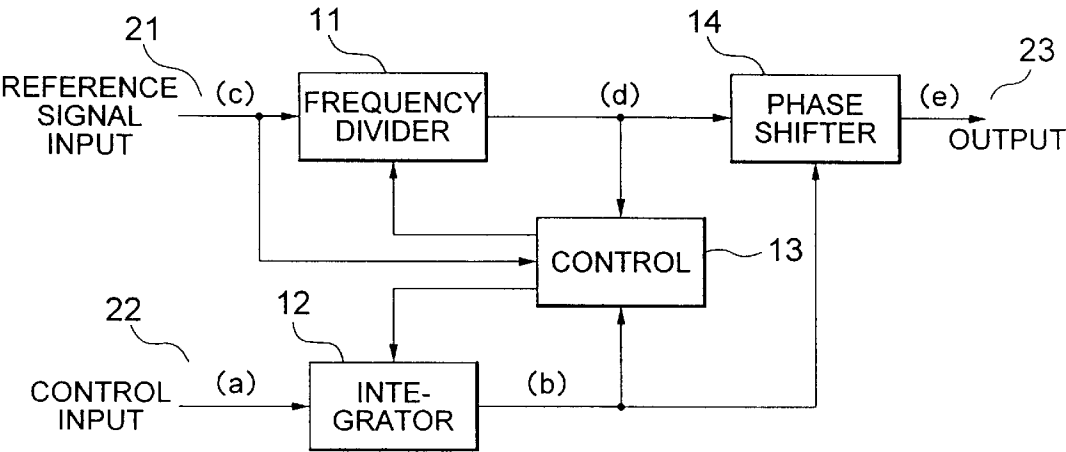 21
11
14
23
REFERENCE
SIGNAL
INPUT
(c)
FREQUENCY
DIVIDER
(d)
PHASE
SHIFTER
(e)
OUTPUT
CONTROL
13
22
12
CONTROL
INPUT
(a)
INTE-
GRATOR
(b)